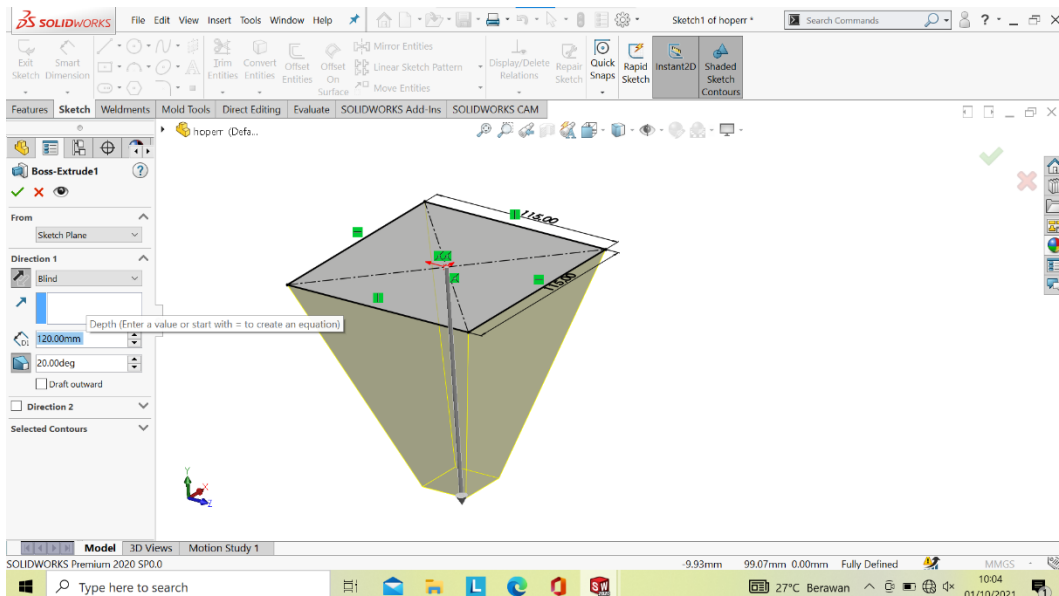 SOLIDWORKS File Edit View Insert Tools Window Help Sketch1 of hoperr * Search Commands ?
Exit Sketch Smart Dimension Trim Entities Convert Entities Offset Entities Offset On Surface Mirror Entities Linear Sketch Pattern Move Entities Display/Delete Relations Repair Sketch Quick Snaps Rapid Sketch Instant2D Shaded Sketch Contours
Features Sketch Weldments Mold Tools Direct Editing Evaluate SOLIDWORKS Add-Ins SOLIDWORKS CAM
hoperr (Defa...
Boss-Extrude1
From
Sketch Plane
Direction 1
Blind
Depth (Enter a value or start with = to create an equation)
D1 120.00mm
20.00deg
Draft outward
Direction 2
Selected Contours
115.00
115.00
Y
X
Z
Model 3D Views Motion Study 1
SOLIDWORKS Premium 2020 SP0.0 -9.93mm 99.07mm 0.00mm Fully Defined MMGS
Type here to search L SW 27°C Berawan 10:04
01/10/2021